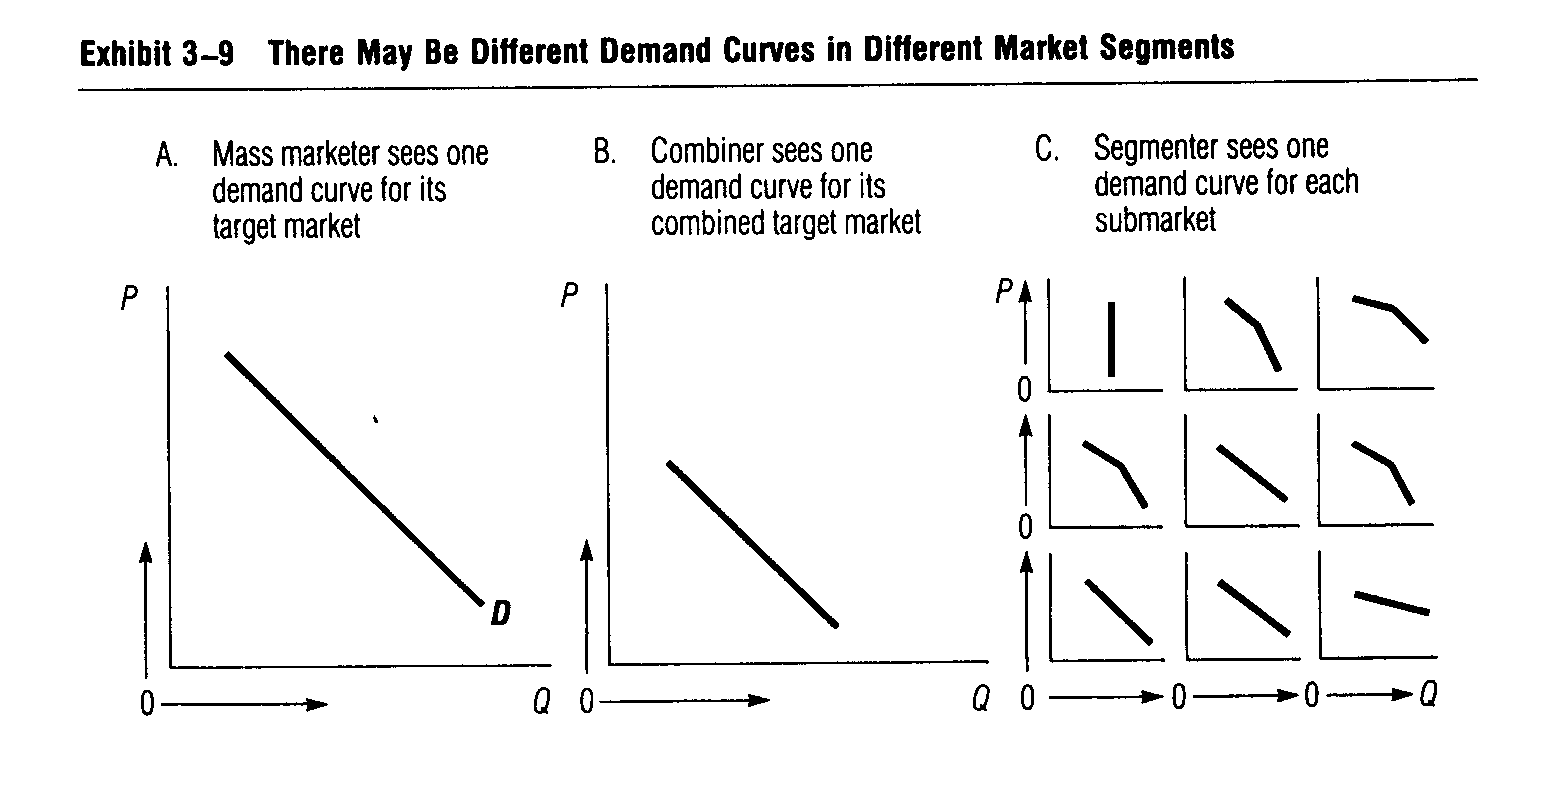 Exhibit 3–9 There May Be Different Demand Curves in Different Market Segments
A. Mass marketer sees one
demand curve for its
target market
B. Combiner sees one
demand curve for its
combined target market
C. Segmenter sees one
demand curve for each
submarket
P
D
0
Q
P
0
Q
P
0
0
0
0
0
Q